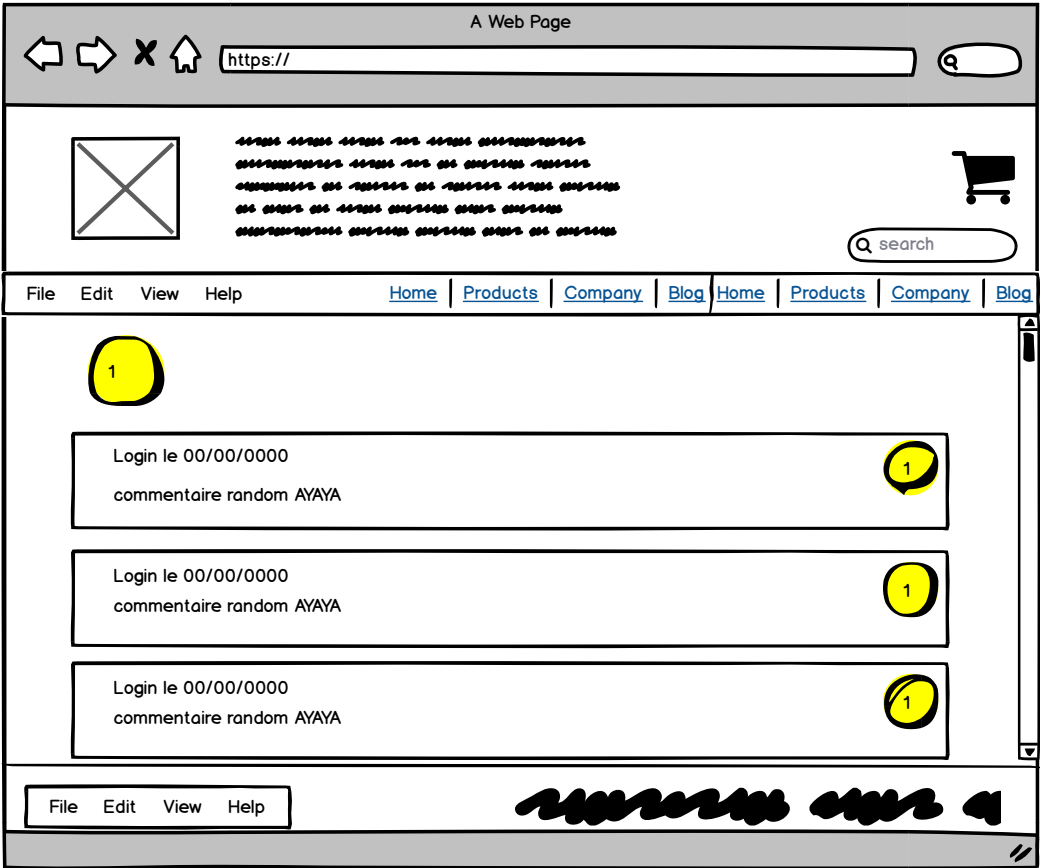 A Web Page
https://
search
File Edit View Help Home Products Company Blog Home Products Company Blog
1
Login le 00/00/0000
1
commentaire random AYAYA
Login le 00/00/0000
1
commentaire random AYAYA
Login le 00/00/0000
1
commentaire random AYAYA
File Edit View Help